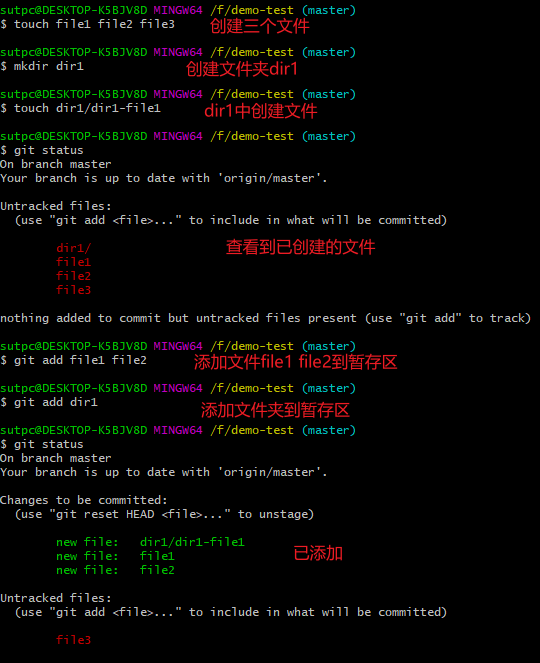 sutpc@DESKTOP-K5BJV8D MINGW64 /f/demo-test (master)
$ touch file1 file2 file3 创建三个文件
sutpc@DESKTOP-K5BJV8D MINGW64 /f/demo-test (master)
$ mkdir dir1 创建文件夹dir1
sutpc@DESKTOP-K5BJV8D MINGW64 /f/demo-test (master)
$ touch dir1/dir1-file1 dir1中创建文件
sutpc@DESKTOP-K5BJV8D MINGW64 /f/demo-test (master)
$ git status
On branch master
Your branch is up to date with 'origin/master'.
Untracked files:
(use "git add <file>..." to include in what will be committed)
dir1/ 查看到已创建的文件
file1
file2
file3
nothing added to commit but untracked files present (use "git add" to track)
sutpc@DESKTOP-K5BJV8D MINGW64 /f/demo-test (master)
$ git add file1 file2 添加文件file1 file2到暂存区
sutpc@DESKTOP-K5BJV8D MINGW64 /f/demo-test (master)
$ git add dir1 添加文件夹到暂存区
sutpc@DESKTOP-K5BJV8D MINGW64 /f/demo-test (master)
$ git status
On branch master
Your branch is up to date with 'origin/master'.
Changes to be committed:
(use "git reset HEAD <file>..." to unstage)
new file: dir1/dir1-file1
new file: file1 已添加
new file: file2
Untracked files:
(use "git add <file>..." to include in what will be committed)
file3